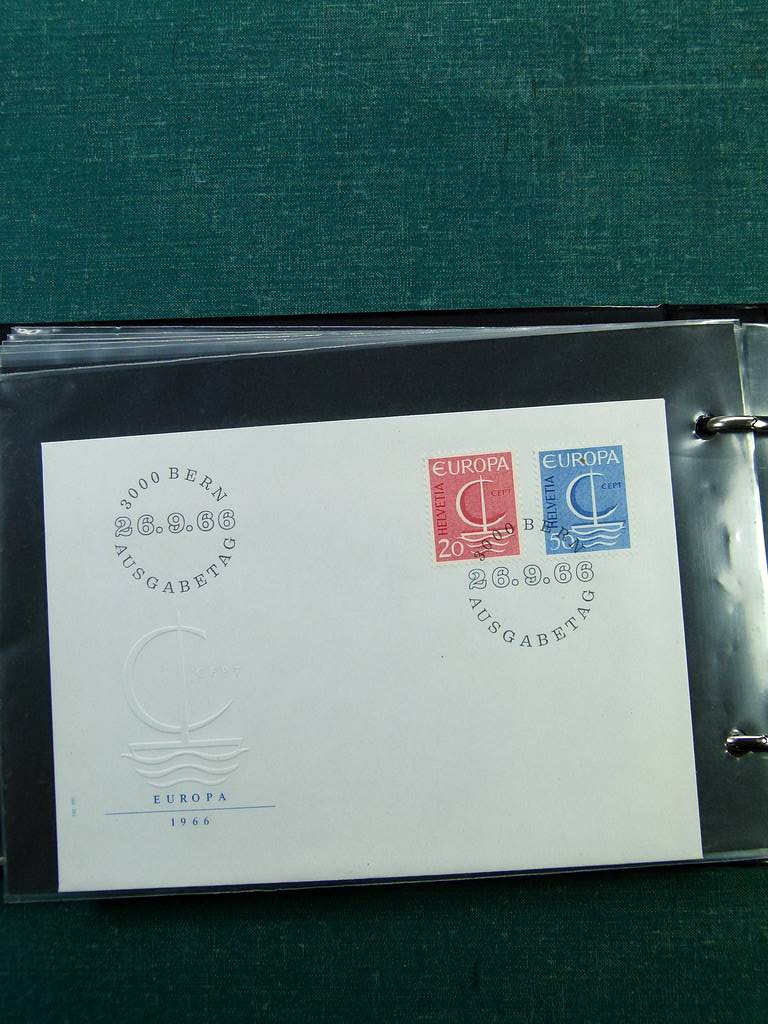 3000 BERN
26.9.66
AUSGABETAG
EUROPA
HELVETIA
CEPT
20
EUROPA
HELVETIA
CEPT
50
3000 BERN
26.9.66
AUSGABETAG
CEPT
EUROPA
1966